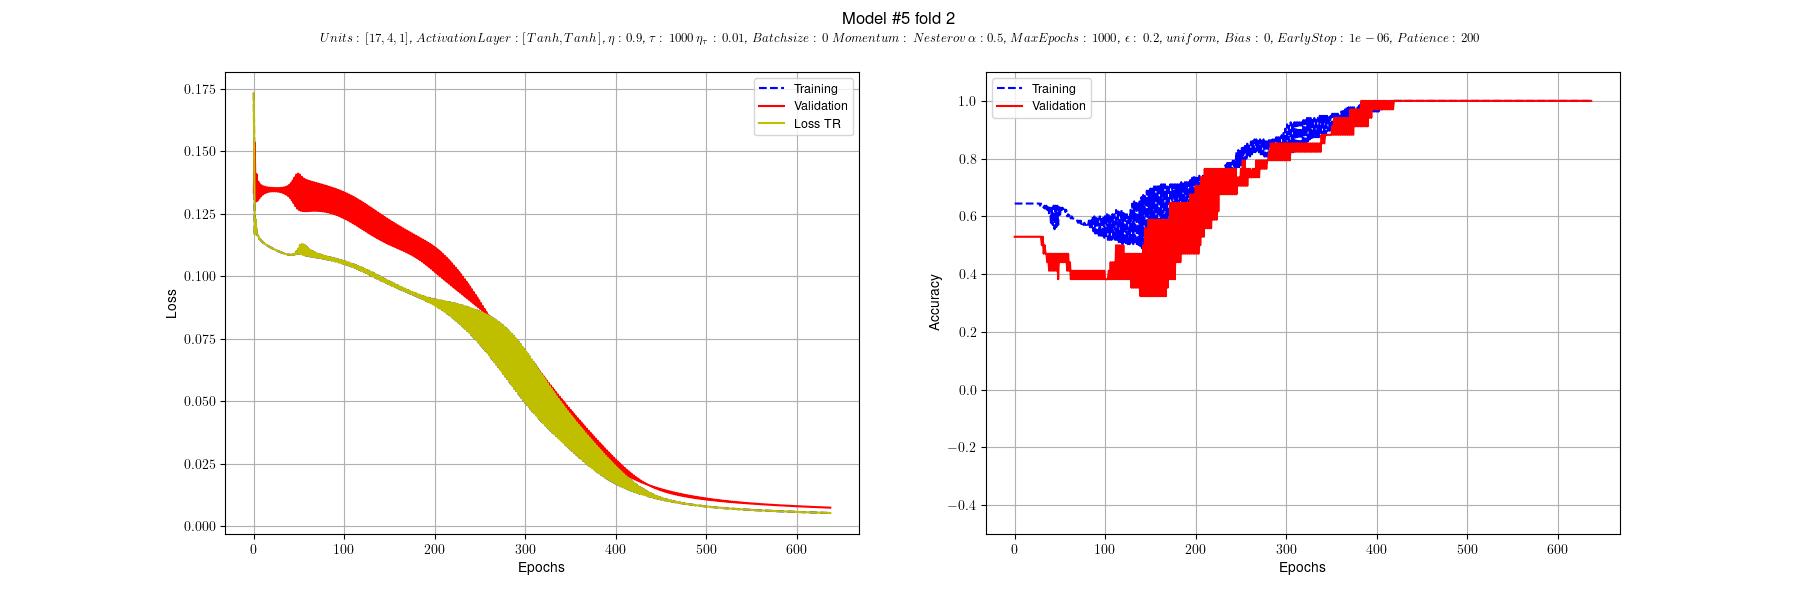 Model #5 fold 2
Units : [17, 4, 1], ActivationLayer : [Tanh, Tanh], η : 0.9, τ : 1000 η_τ : 0.01, Batchsize : 0 Momentum : Nesterov α : 0.5, MaxEpochs : 1000, ϵ : 0.2, uniform, Bias : 0, EarlyStop : 1e − 06, Patience : 200
0.175
0.150
0.125
0.100
0.075
0.050
0.025
0.000
Loss
0 100 200 300 400 500 600
Epochs
Training
Validation
Loss TR
1.0
0.8
0.6
0.4
0.2
0.0
−0.2
−0.4
Accuracy
0 100 200 300 400 500 600
Epochs
Training
Validation